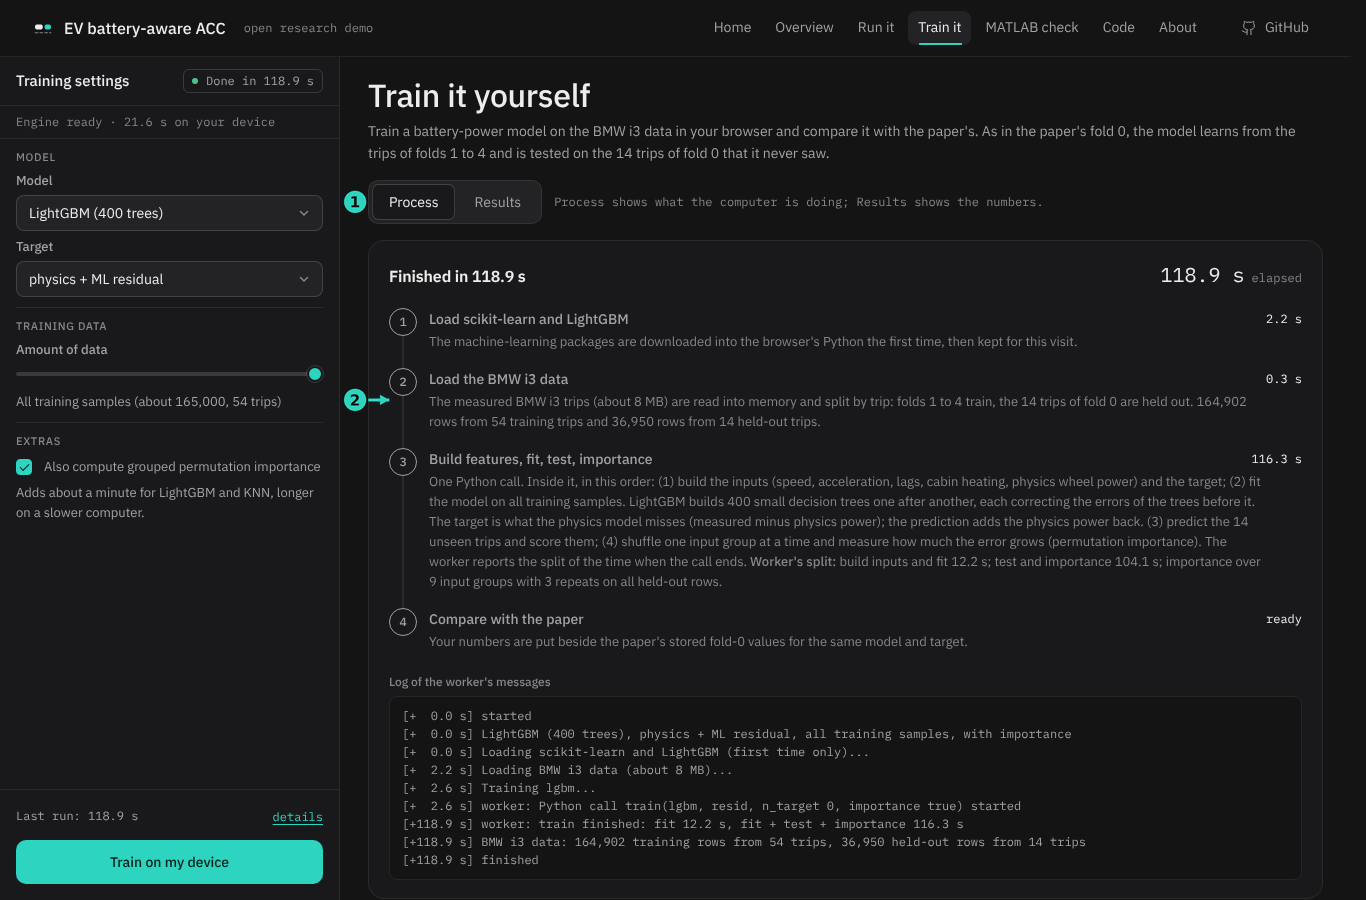 EV battery-aware ACC
open research demo
Home
Overview
Run it
Train it
MATLAB check
Code
About
GitHub
Training settings
Done in 118.9 s
Engine ready · 21.6 s on your device
MODEL
Model
LightGBM (400 trees)
Target
physics + ML residual
TRAINING DATA
Amount of data
All training samples (about 165,000, 54 trips)
EXTRAS
Also compute grouped permutation importance
Adds about a minute for LightGBM and KNN, longer
on a slower computer.
Last run: 118.9 s
details
Train on my device
Train it yourself
Train a battery-power model on the BMW i3 data in your browser and compare it with the paper's. As in the paper's fold 0, the model learns from the
trips of folds 1 to 4 and is tested on the 14 trips of fold 0 that it never saw.
1
Process
Results
Process shows what the computer is doing; Results shows the numbers.
Finished in 118.9 s
118.9 s elapsed
1
Load scikit-learn and LightGBM
2.2 s
The machine-learning packages are downloaded into the browser's Python the first time, then kept for this visit.
2
2
Load the BMW i3 data
0.3 s
The measured BMW i3 trips (about 8 MB) are read into memory and split by trip: folds 1 to 4 train, the 14 trips of fold 0 are held out. 164,902
rows from 54 training trips and 36,950 rows from 14 held-out trips.
3
Build features, fit, test, importance
116.3 s
One Python call. Inside it, in this order: (1) build the inputs (speed, acceleration, lags, cabin heating, physics wheel power) and the target; (2) fit
the model on all training samples. LightGBM builds 400 small decision trees one after another, each correcting the errors of the trees before it.
The target is what the physics model misses (measured minus physics power); the prediction adds the physics power back. (3) predict the 14
unseen trips and score them; (4) shuffle one input group at a time and measure how much the error grows (permutation importance). The
worker reports the split of the time when the call ends. Worker's split: build inputs and fit 12.2 s; test and importance 104.1 s; importance over
9 input groups with 3 repeats on all held-out rows.
4
Compare with the paper
ready
Your numbers are put beside the paper's stored fold-0 values for the same model and target.
Log of the worker's messages
[+  0.0 s] started
[+  0.0 s] LightGBM (400 trees), physics + ML residual, all training samples, with importance
[+  0.0 s] Loading scikit-learn and LightGBM (first time only)...
[+  2.2 s] Loading BMW i3 data (about 8 MB)...
[+  2.6 s] Training lgbm...
[+  2.6 s] worker: Python call train(lgbm, resid, n_target 0, importance true) started
[+118.9 s] worker: train finished: fit 12.2 s, fit + test + importance 116.3 s
[+118.9 s] BMW i3 data: 164,902 training rows from 54 trips, 36,950 held-out rows from 14 trips
[+118.9 s] finished